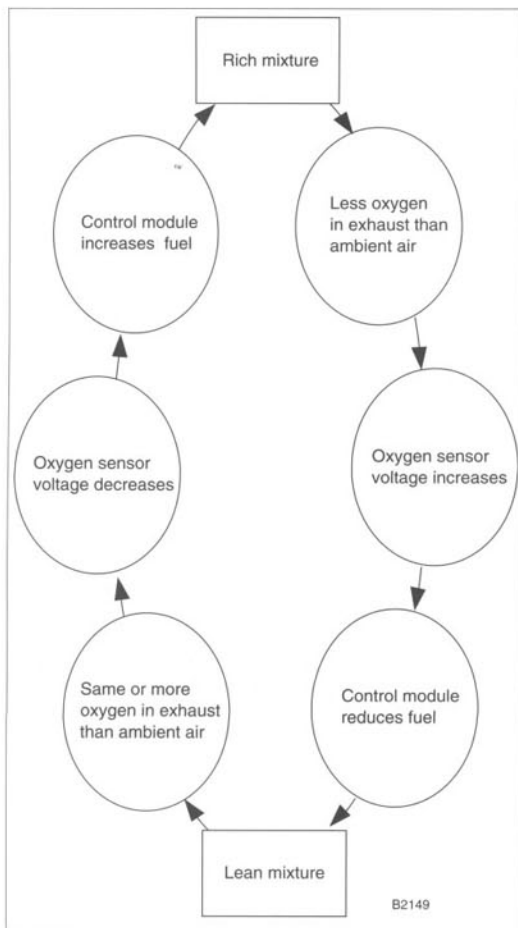 Rich mixture
Less oxygen
in exhaust than
ambient air
Oxygen sensor
voltage increases
Control module
reduces fuel
Lean mixture
Same or more
oxygen in exhaust
than ambient air
Oxygen sensor
voltage decreases
Control module
increases fuel
B2149